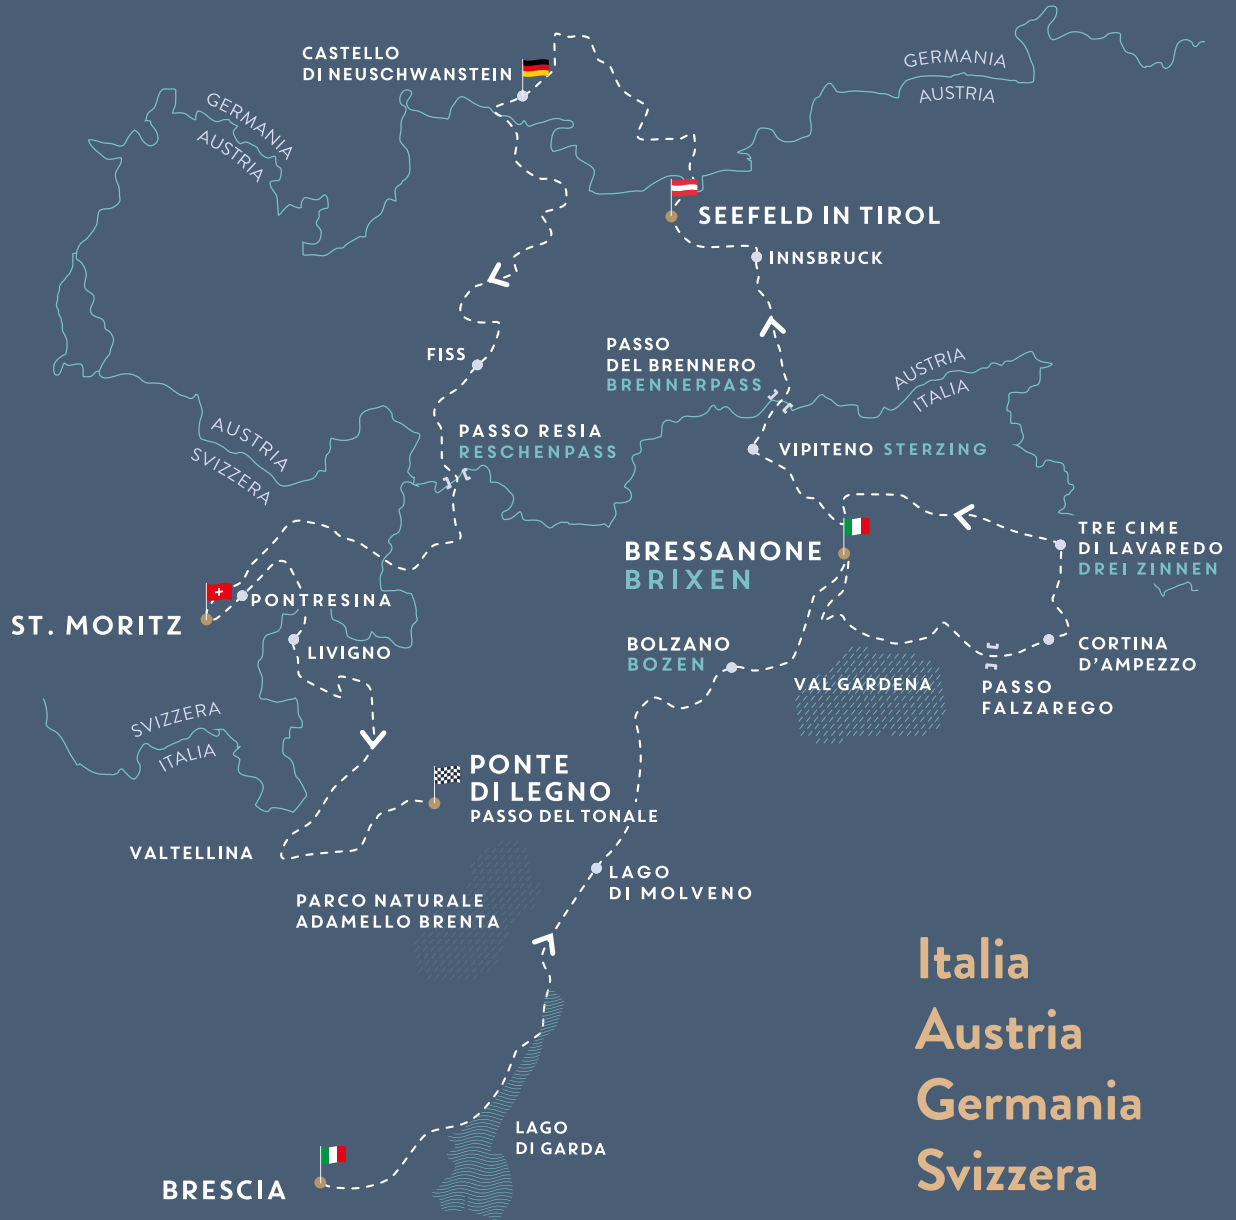 CASTELLO
DI NEUSCHWANSTEIN
GERMANIA
AUSTRIA
GERMANIA
AUSTRIA
SEEFELD IN TIROL
INNSBRUCK
FISS
PASSO
DEL BRENNERO
BRENNERPASS
AUSTRIA
ITALIA
AUSTRIA
SVIZZERA
PASSO RESIA
RESCHENPASS
VIPITENO STERZING
BRESSANONE
BRIXEN
TRE CIME
DI LAVAREDO
DREI ZINNEN
ST. MORITZ
PONTRESINA
LIVIGNO
BOLZANO
BOZEN
VAL GARDENA
CORTINA
D'AMPEZZO
PASSO
FALZAREGO
SVIZZERA
ITALIA
PONTE
DI LEGNO
PASSO DEL TONALE
VALTELLINA
LAGO
DI MOLVENO
PARCO NATURALE
ADAMELLO BRENTA
LAGO
DI GARDA
BRESCIA
Italia
Austria
Germania
Svizzera